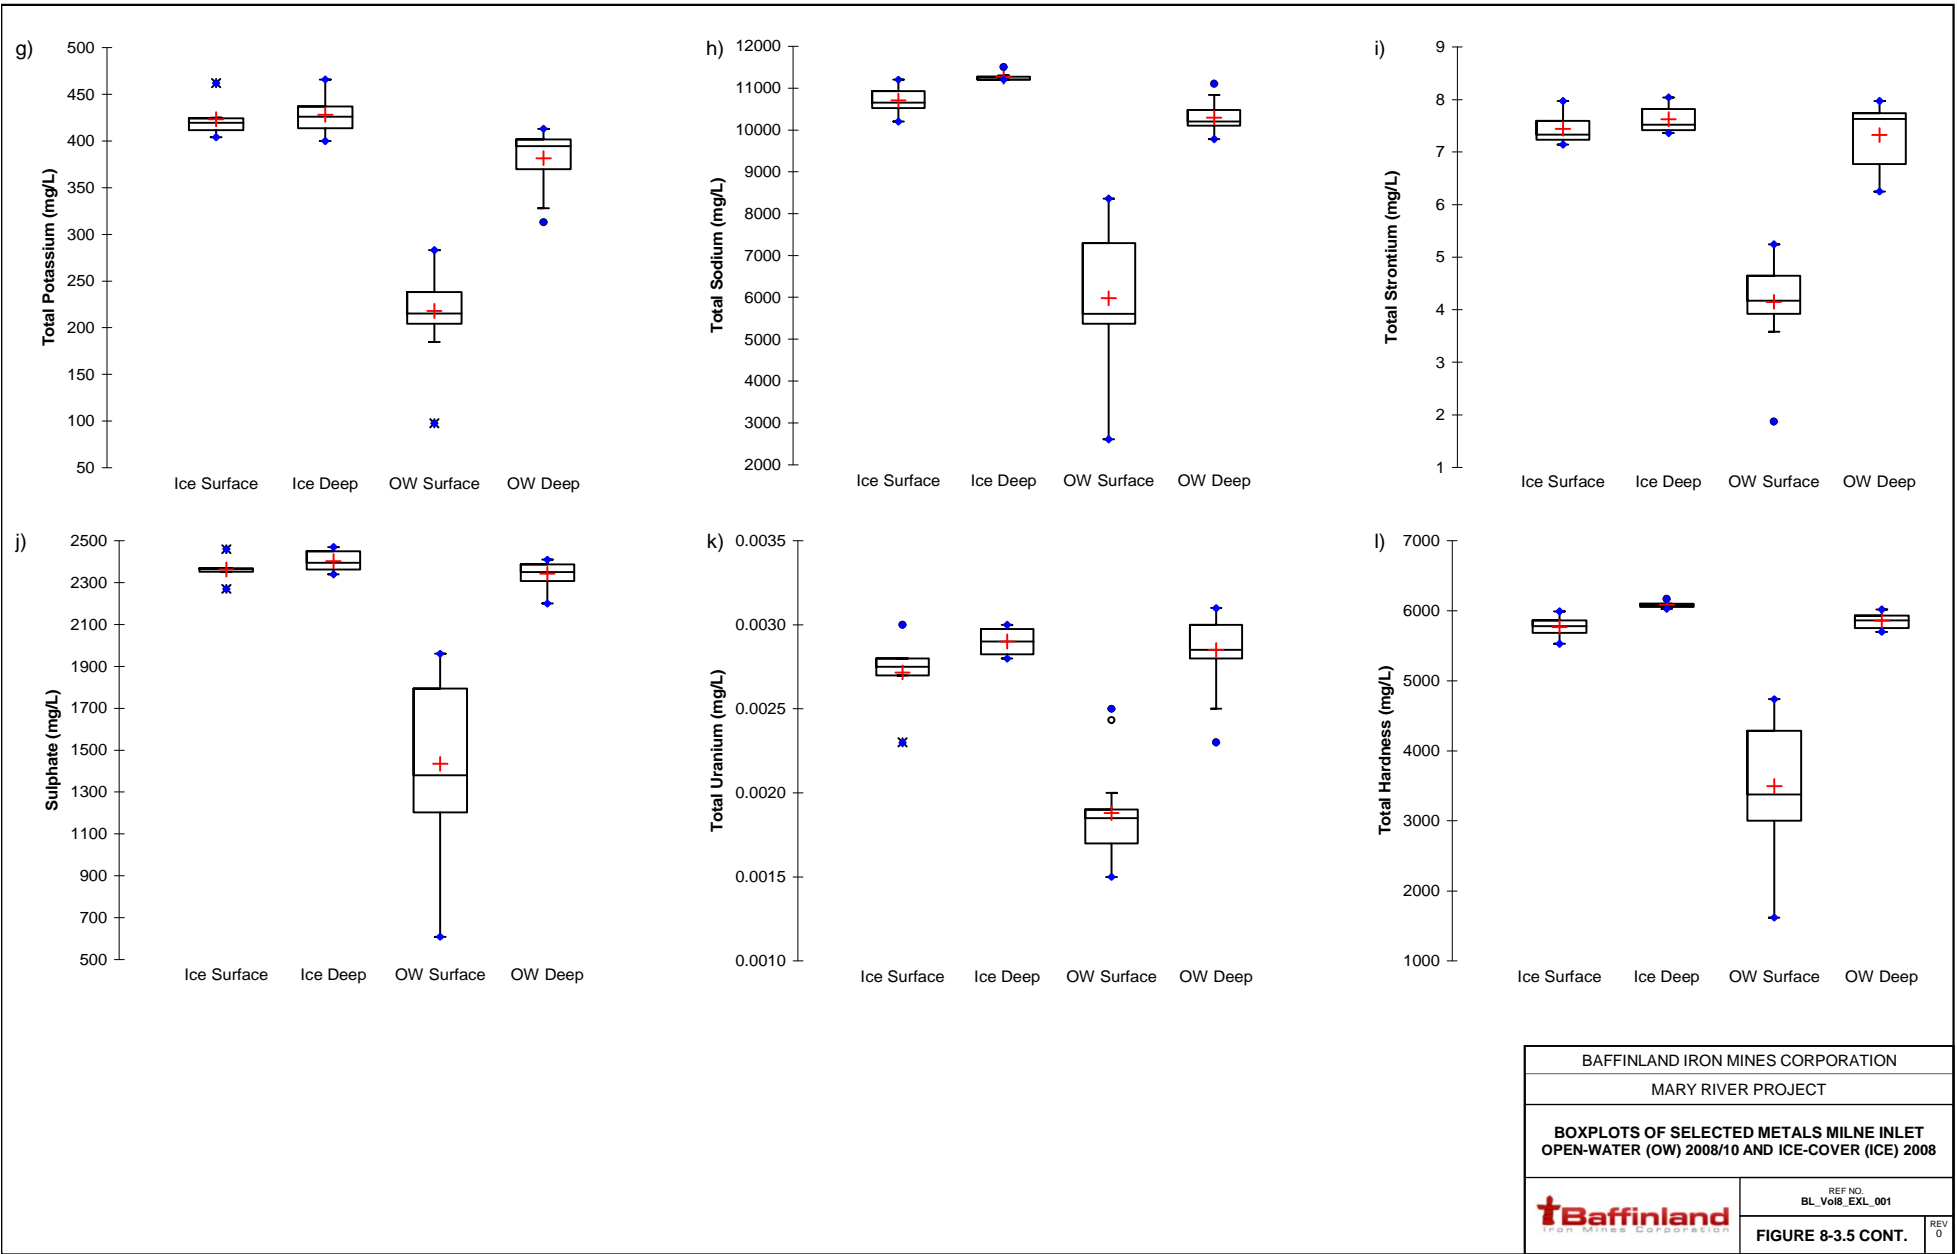 g)
500
450
400
350
300
250
200
150
100
50
Total Potassium (mg/L)
Ice Surface
Ice Deep
OW Surface
OW Deep
h)
12000
11000
10000
9000
8000
7000
6000
5000
4000
3000
2000
Total Sodium (mg/L)
Ice Surface
Ice Deep
OW Surface
OW Deep
i)
9
8
7
6
5
4
3
2
1
Total Strontium (mg/L)
Ice Surface
Ice Deep
OW Surface
OW Deep
j)
2500
2300
2100
1900
1700
1500
1300
1100
900
700
500
Sulphate (mg/L)
Ice Surface
Ice Deep
OW Surface
OW Deep
k)
0.0035
0.0030
0.0025
0.0020
0.0015
0.0010
Total Uranium (mg/L)
Ice Surface
Ice Deep
OW Surface
OW Deep
l)
7000
6000
5000
4000
3000
2000
1000
Total Hardness (mg/L)
Ice Surface
Ice Deep
OW Surface
OW Deep
BAFFINLAND IRON MINES CORPORATION
MARY RIVER PROJECT
BOXPLOTS OF SELECTED METALS MILNE INLET
OPEN-WATER (OW) 2008/10 AND ICE-COVER (ICE) 2008
Baffinland
Iron Mines Corporation
REF NO.
BL_Vol8_EXL_001
FIGURE 8-3.5 CONT.
REV
0